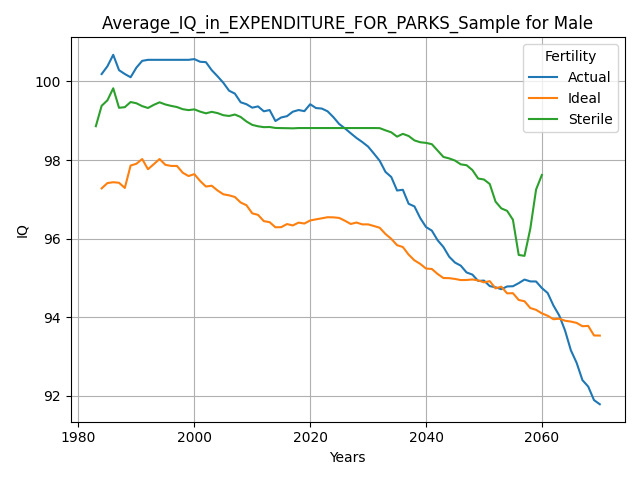 Average_IQ_in_EXPENDITURE_FOR_PARKS_Sample for Male
Fertility
Actual
Ideal
Sterile
IQ
100
98
96
94
92
1980
2000
2020
2040
2060
Years